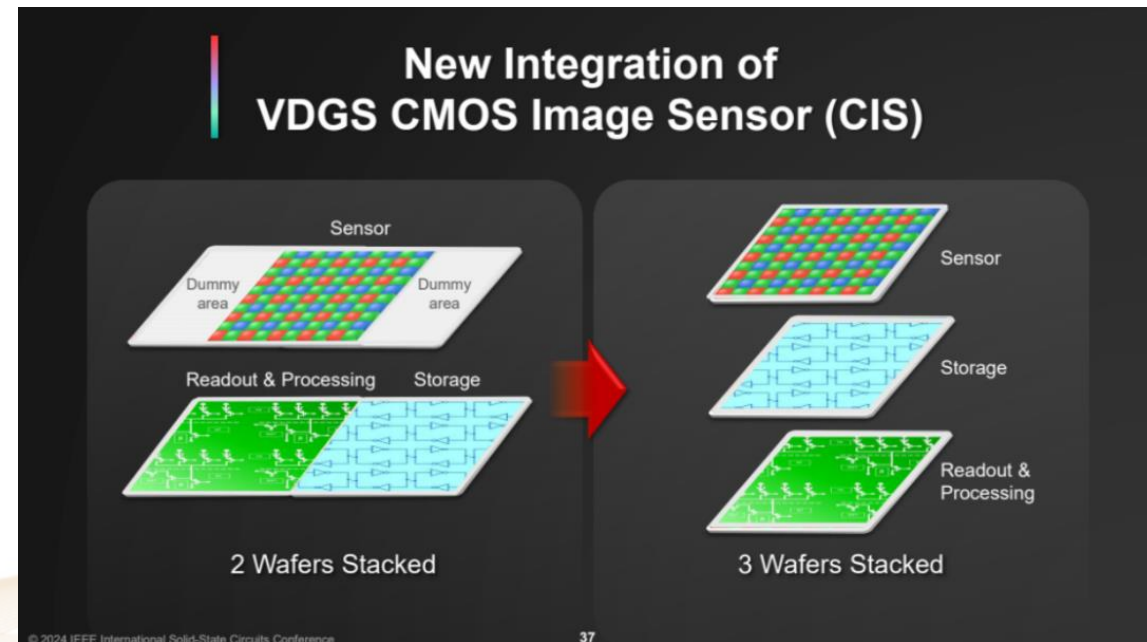 New Integration of
VDGS CMOS Image Sensor (CIS)
Sensor
Dummy
area
Dummy
area
Readout & Processing
Storage
2 Wafers Stacked
Sensor
Storage
Readout &
Processing
3 Wafers Stacked
© 2024 IEEE International Solid-State Circuits Conference
37